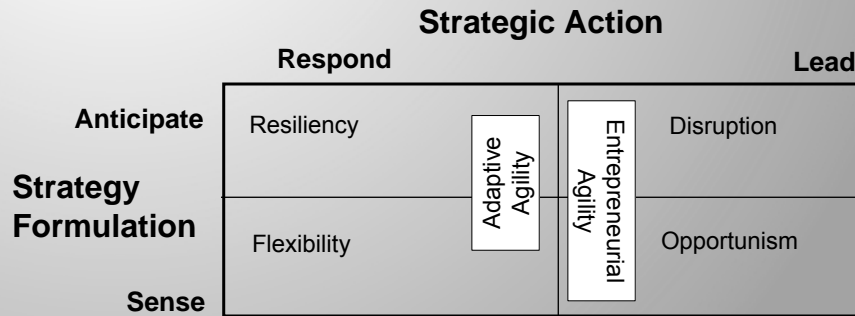 Strategic Action
Respond
Lead
Anticipate
Resiliency
Adaptive
Agility
Entrepreneurial
Agility
Disruption
Strategy
Formulation
Flexibility
Opportunism
Sense